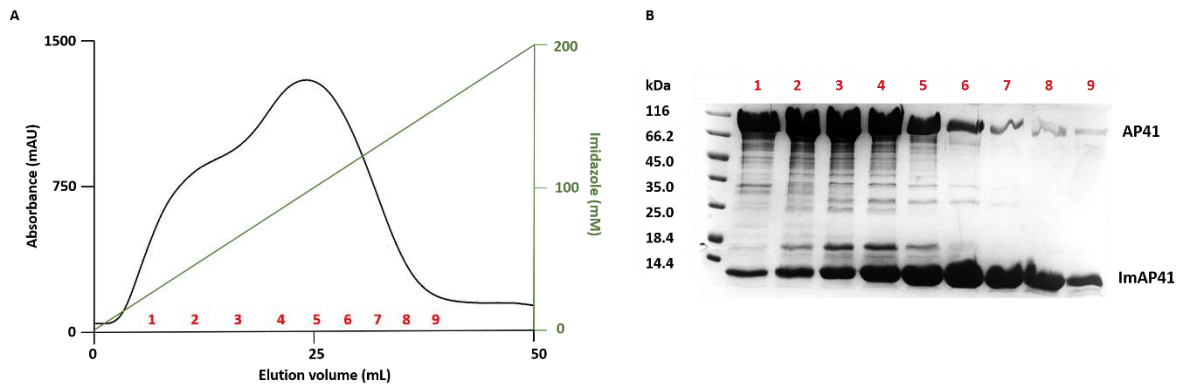 A
1500
750
0
Absorbance (mAU)
1 2 3 4 5 6 7 8 9
0 25 50
Elution volume (mL)
200
100
0
Imidazole (mM)
B
kDa 1 2 3 4 5 6 7 8 9
116
66.2
45.0
35.0
25.0
18.4
14.4
AP41
ImAP41